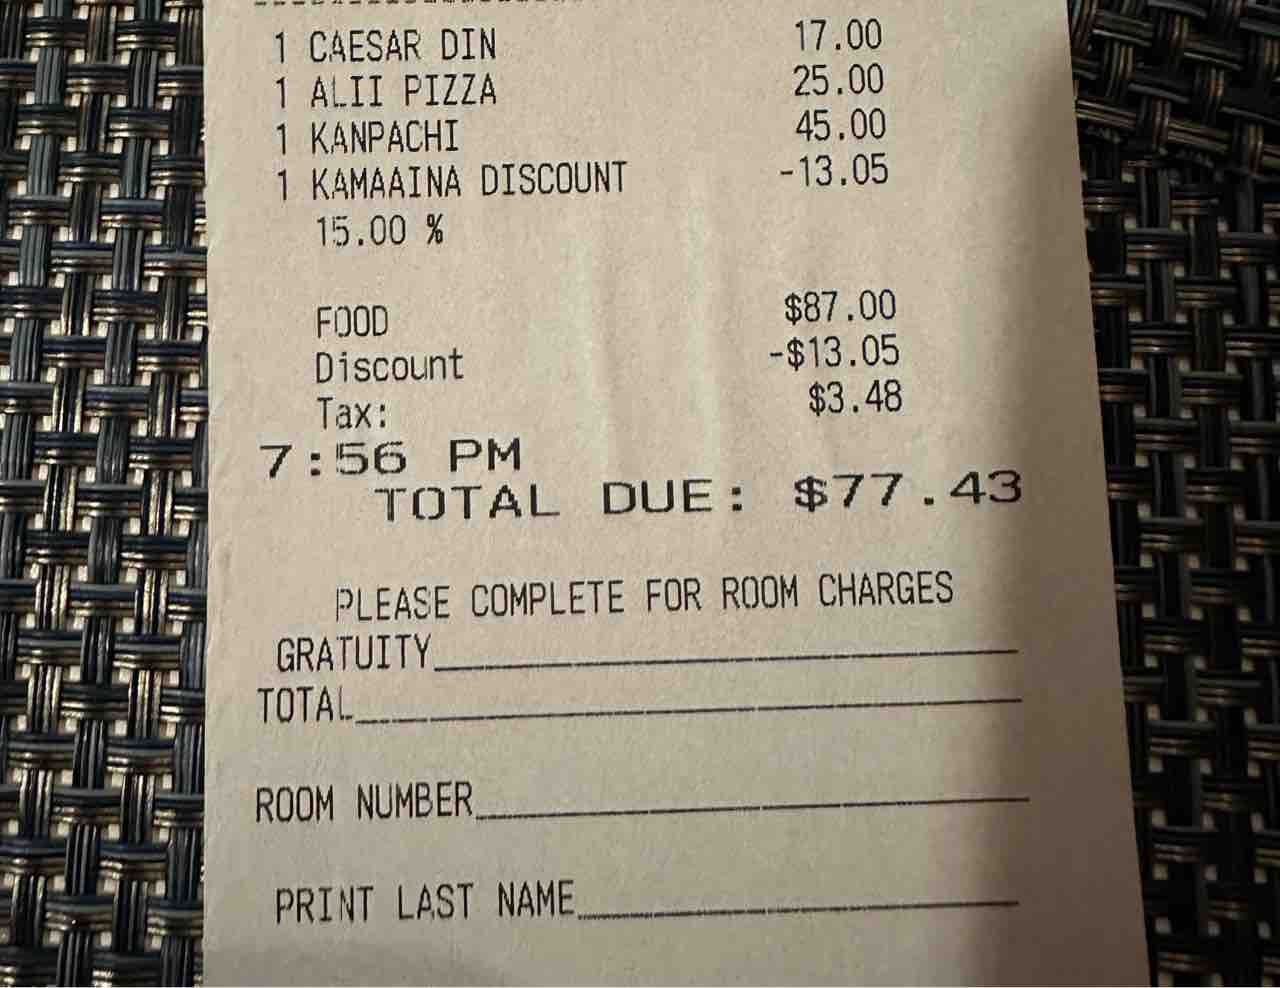 1 CAESAR DIN 17.00
1 ALII PIZZA 25.00
1 KANPACHI 45.00
1 KAMAAINA DISCOUNT -13.05
15.00 %
FOOD $87.00
Discount -$13.05
Tax: $3.48
7:56 PM
TOTAL DUE: $77.43
PLEASE COMPLETE FOR ROOM CHARGES
GRATUITY
TOTAL
ROOM NUMBER
PRINT LAST NAME